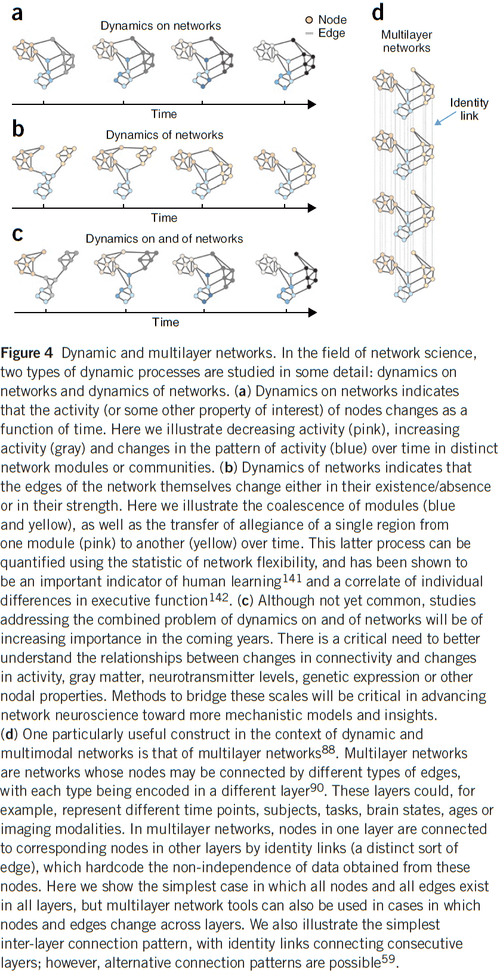 a
Dynamics on networks
Node
Edge
Time
b
Dynamics of networks
Time
c
Dynamics on and of networks
Time
d
Multilayer
networks
Identity
link
Figure 4 Dynamic and multilayer networks. In the field of network science,
two types of dynamic processes are studied in some detail: dynamics on
networks and dynamics of networks. (a) Dynamics on networks indicates
that the activity (or some other property of interest) of nodes changes as a
function of time. Here we illustrate decreasing activity (pink), increasing
activity (gray) and changes in the pattern of activity (blue) over time in distinct
network modules or communities. (b) Dynamics of networks indicates that
the edges of the network themselves change either in their existence/absence
or in their strength. Here we illustrate the coalescence of modules (blue
and yellow), as well as the transfer of allegiance of a single region from
one module (pink) to another (yellow) over time. This latter process can be
quantified using the statistic of network flexibility, and has been shown to
be an important indicator of human learning141 and a correlate of individual
differences in executive function142. (c) Although not yet common, studies
addressing the combined problem of dynamics on and of networks will be of
increasing importance in the coming years. There is a critical need to better
understand the relationships between changes in connectivity and changes
in activity, gray matter, neurotransmitter levels, genetic expression or other
nodal properties. Methods to bridge these scales will be critical in advancing
network neuroscience toward more mechanistic models and insights.
(d) One particularly useful construct in the context of dynamic and
multimodal networks is that of multilayer networks88. Multilayer networks
are networks whose nodes may be connected by different types of edges,
with each type being encoded in a different layer90. These layers could, for
example, represent different time points, subjects, tasks, brain states, ages or
imaging modalities. In multilayer networks, nodes in one layer are connected
to corresponding nodes in other layers by identity links (a distinct sort of
edge), which hardcode the non-independence of data obtained from these
nodes. Here we show the simplest case in which all nodes and all edges exist
in all layers, but multilayer network tools can also be used in cases in which
nodes and edges change across layers. We also illustrate the simplest
inter-layer connection pattern, with identity links connecting consecutive
layers; however, alternative connection patterns are possible59.